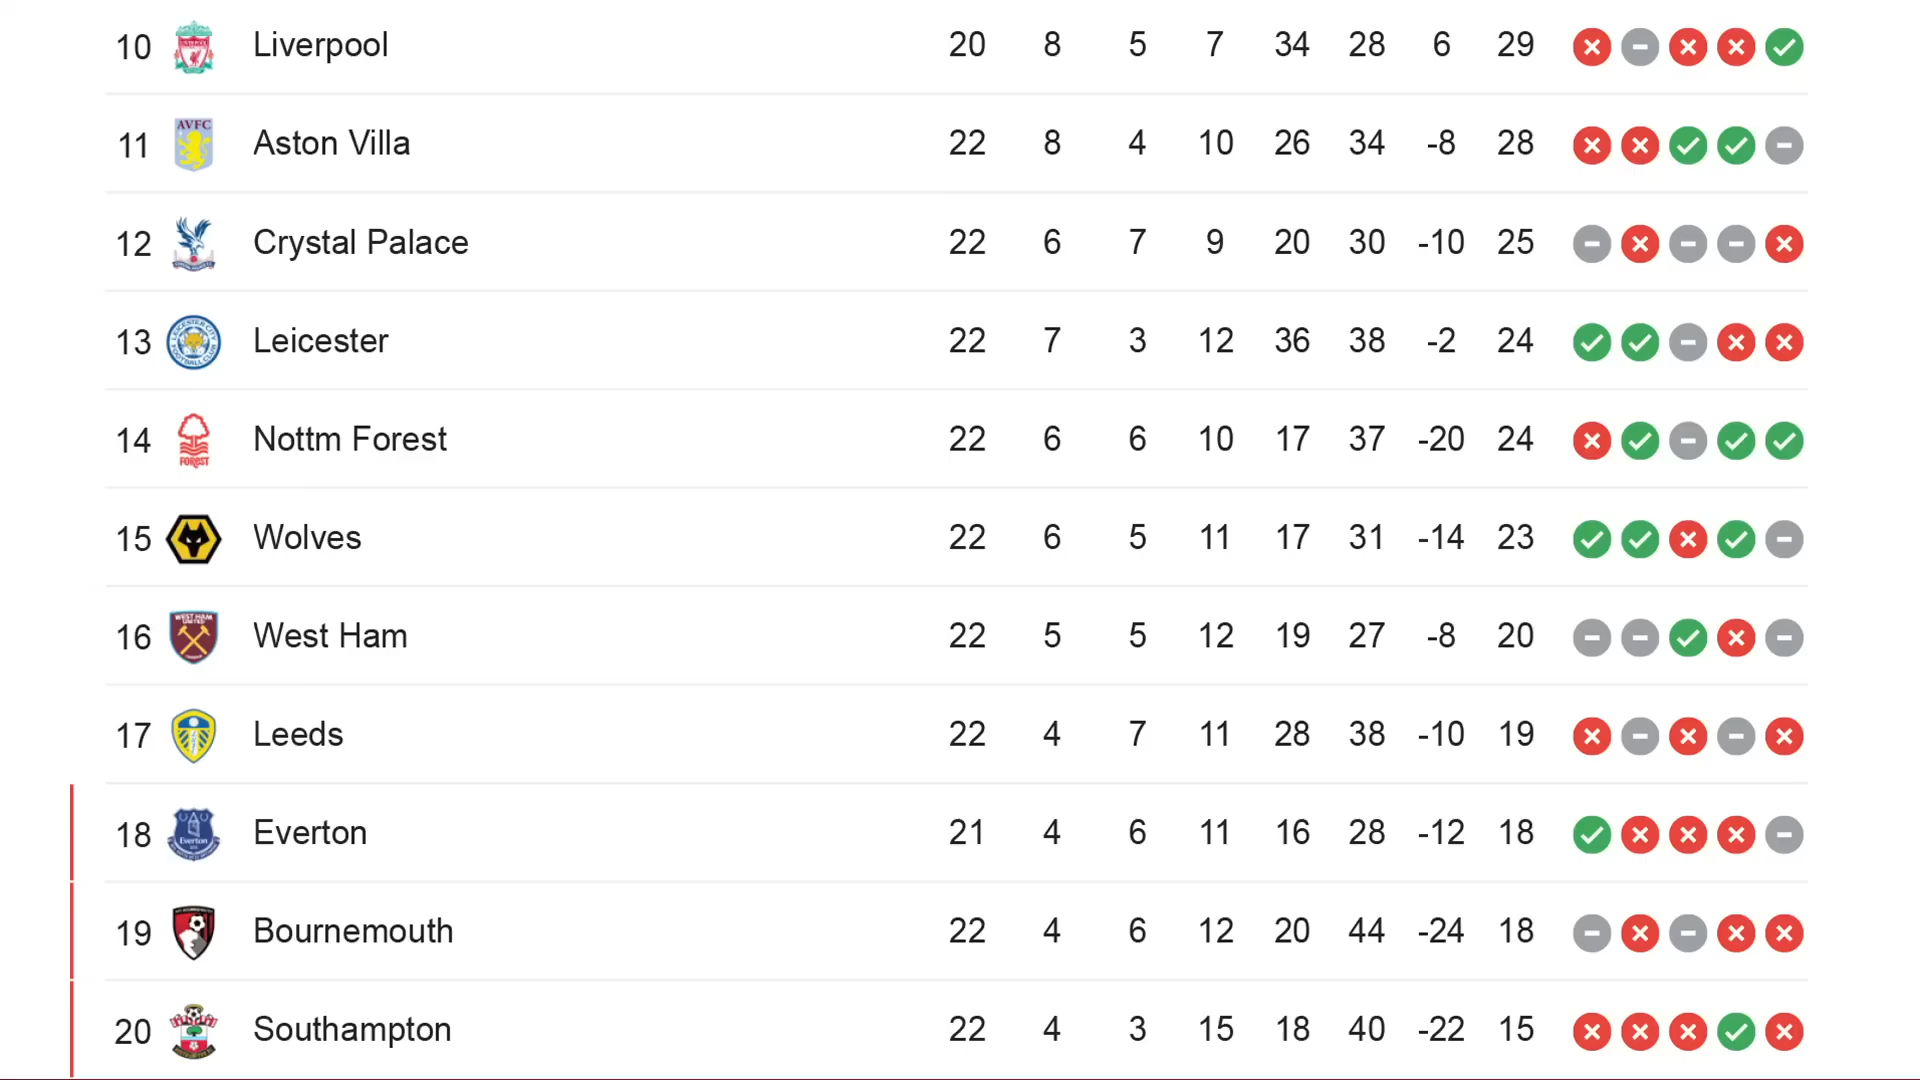 10 Liverpool 20 8 5 7 34 28 6 29
11 AVFC Aston Villa 22 8 4 10 26 34 -8 28
12 Crystal Palace 22 6 7 9 20 30 -10 25
13 Leicester 22 7 3 12 36 38 -2 24
14 FOREST Nottm Forest 22 6 6 10 17 37 -20 24
15 Wolves 22 6 5 11 17 31 -14 23
16 WEST HAM UNITED West Ham 22 5 5 12 19 27 -8 20
17 Leeds 22 4 7 11 28 38 -10 19
18 Everton Everton 21 4 6 11 16 28 -12 18
19 Bournemouth 22 4 6 12 20 44 -24 18
20 Southampton 22 4 3 15 18 40 -22 15